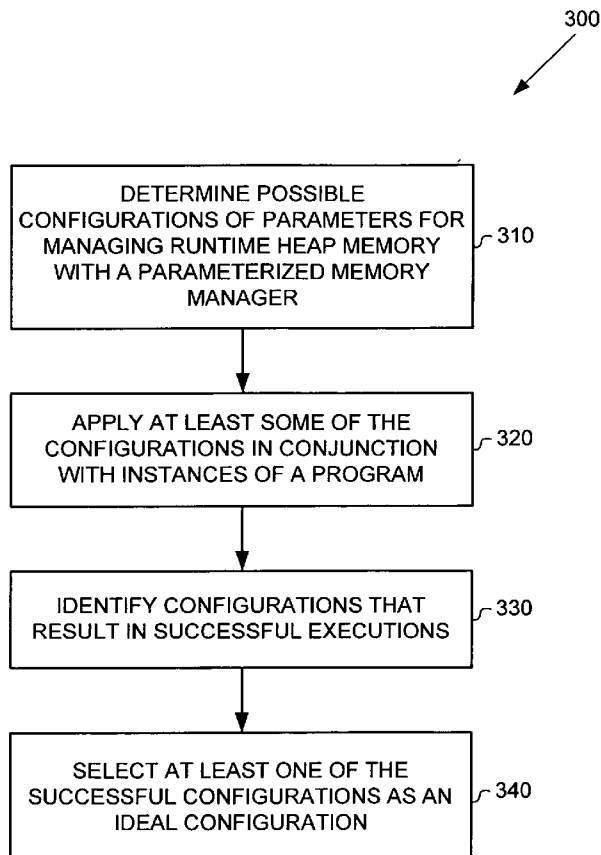 300
DETERMINE POSSIBLE
CONFIGURATIONS OF PARAMETERS FOR
MANAGING RUNTIME HEAP MEMORY
WITH A PARAMETERIZED MEMORY
MANAGER
310
APPLY AT LEAST SOME OF THE
CONFIGURATIONS IN CONJUNCTION
WITH INSTANCES OF A PROGRAM
320
IDENTIFY CONFIGURATIONS THAT
RESULT IN SUCCESSFUL EXECUTIONS
330
SELECT AT LEAST ONE OF THE
SUCCESSFUL CONFIGURATIONS AS AN
IDEAL CONFIGURATION
340